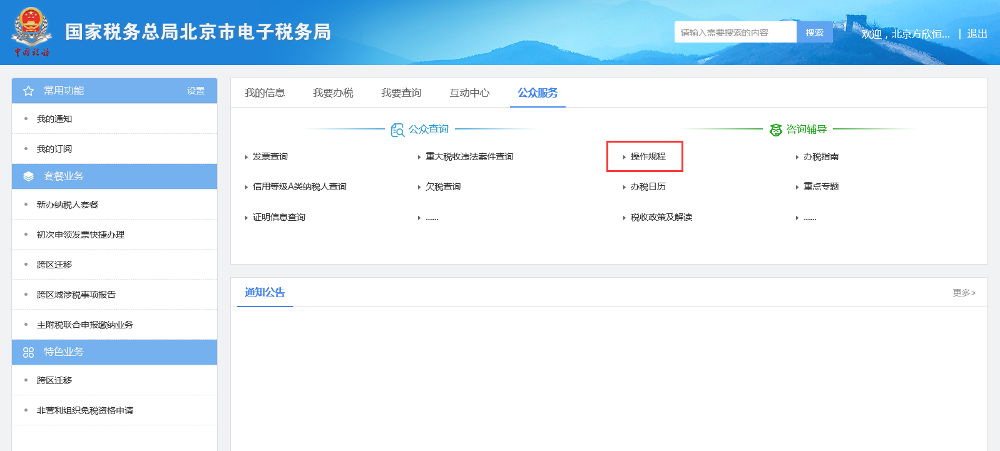 国家税务总局北京市电子税务局
中国税务
请输入需要搜索的内容
搜索
欢迎，北京方欣恒... | 退出
常用功能
设置
我的通知
我的订阅
套餐业务
新办纳税人套餐
初次申领发票快捷办理
跨区迁移
跨区域涉税事项报告
主附税联合申报缴纳业务
特色业务
跨区迁移
非营利组织免税资格申请
我的信息 我要办税 我要查询 互动中心 公众服务
公众查询
发票查询 重大税收违法案件查询
信用等级A类纳税人查询 欠税查询
证明信息查询 ......
咨询辅导
操作规程 办税指南
办税日历 重点专题
税收政策及解读 ......
通知公告
更多>